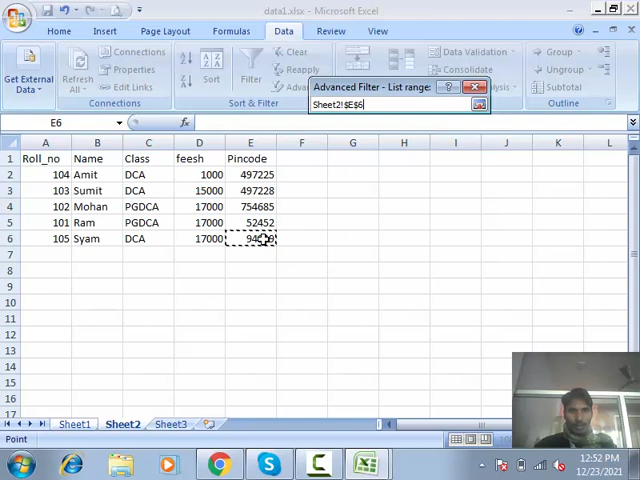 data1.xlsx - Microsoft Excel
Home Insert Page Layout Formulas Data Review View
Get External Data
Refresh All
Connections
Properties
Edit Links
Connections
Sort
Filter
Clear
Reapply
Advanced
Sort & Filter
Data Validation
Consolidate
Group
Ungroup
Subtotal
Outline
Advanced Filter - List range:
Sheet2!$E$6
E6
fx
A B C D E F G H I J K L
1 Roll_no Name Class feesh Pincode
2 104 Amit DCA 1000 497225
3 103 Sumit DCA 15000 497228
4 102 Mohan PGDCA 17000 754685
5 101 Ram PGDCA 17000 52452
6 105 Syam DCA 17000
7
8
9
10
11
12
13
14
15
16
17
Sheet1 Sheet2 Sheet3
Point
12:52 PM
12/23/2021